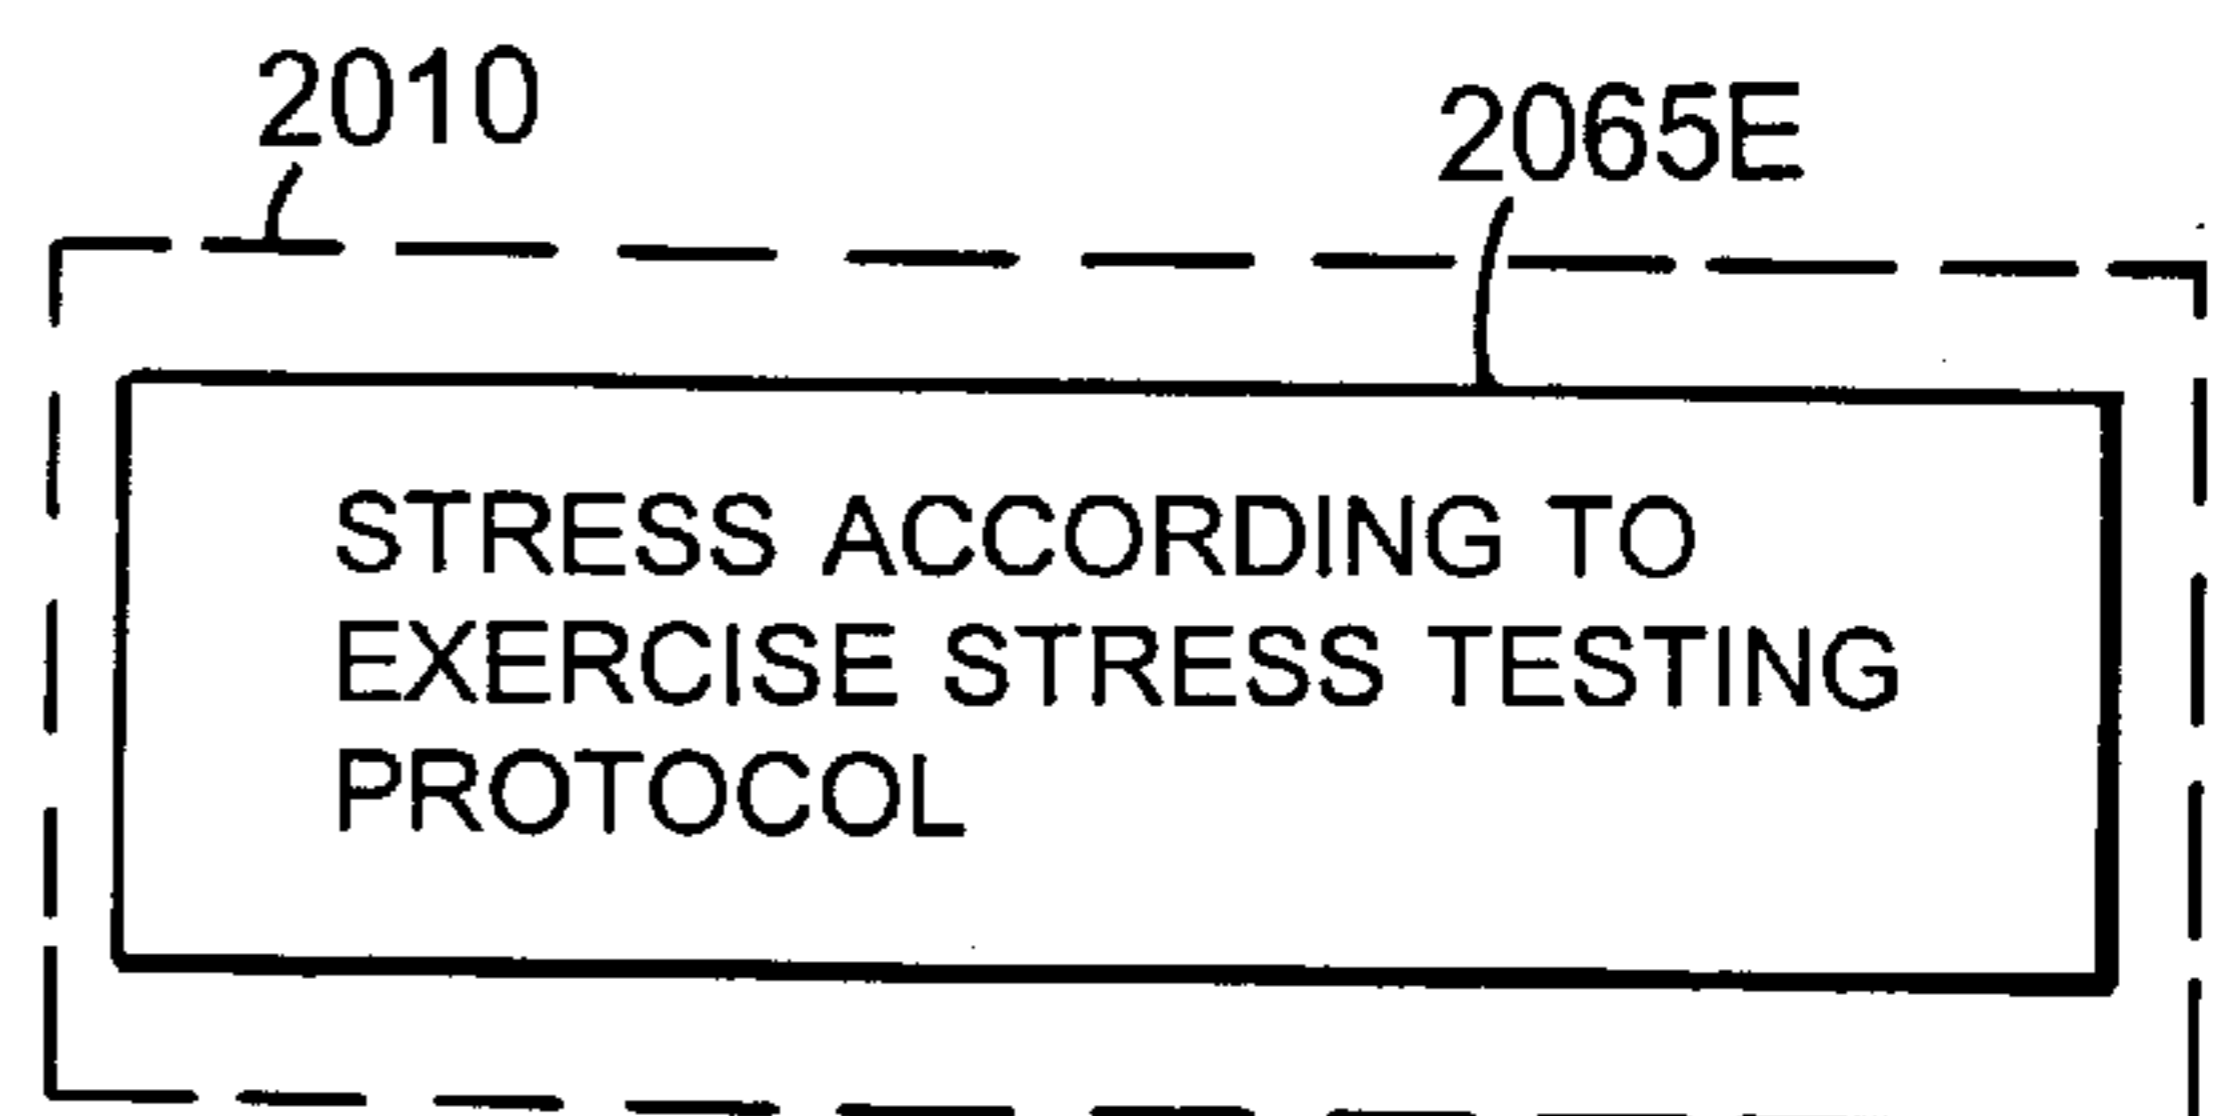 2010
2065E
STRESS ACCORDING TO
EXERCISE STRESS TESTING
PROTOCOL